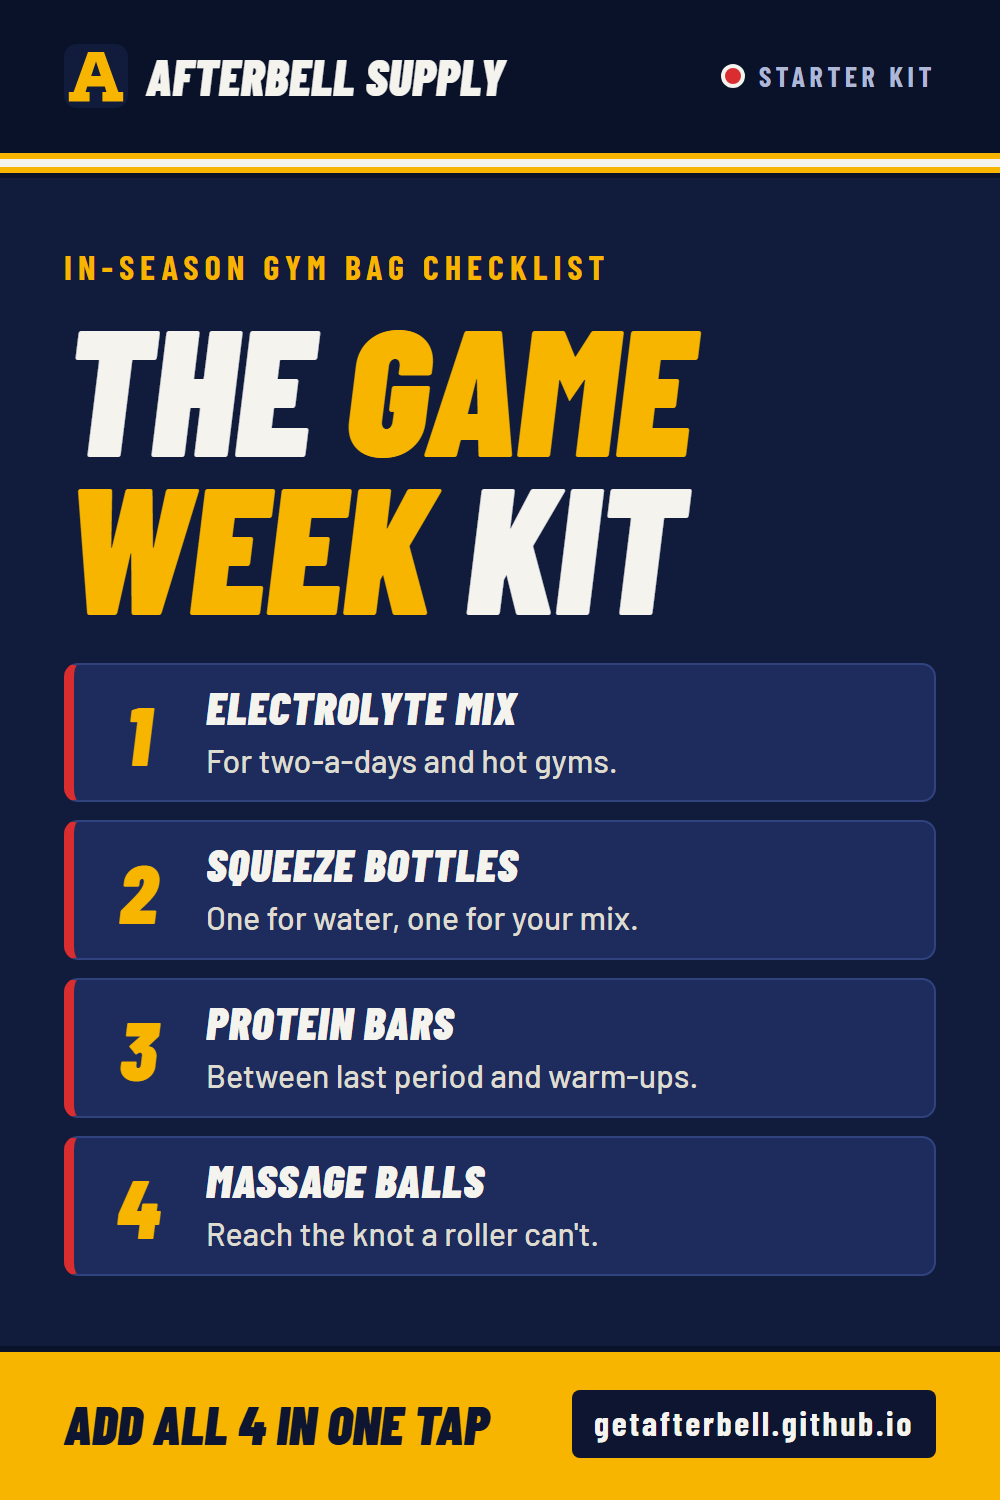 A AFTERBELL SUPPLY
STARTER KIT
IN-SEASON GYM BAG CHECKLIST
THE GAME
WEEK KIT
1
ELECTROLYTE MIX
For two-a-days and hot gyms.
2
SQUEEZE BOTTLES
One for water, one for your mix.
3
PROTEIN BARS
Between last period and warm-ups.
4
MASSAGE BALLS
Reach the knot a roller can't.
ADD ALL 4 IN ONE TAP
getafterbell.github.io